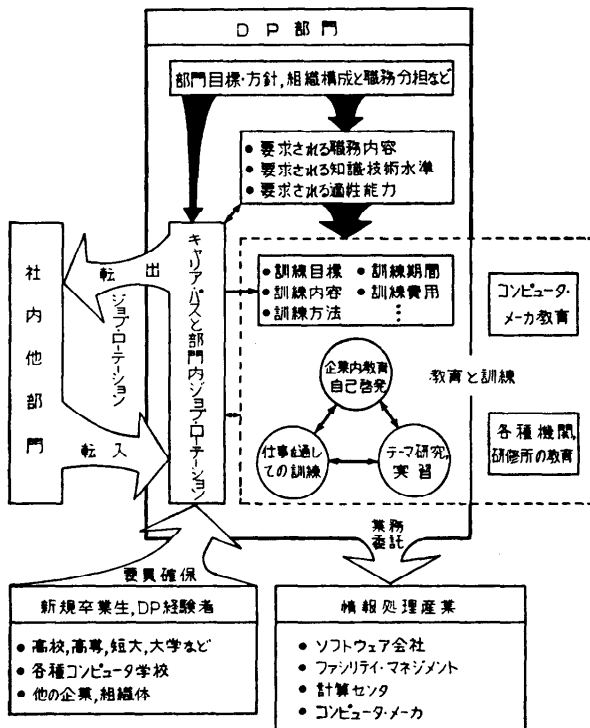 DP部門
部門目標・方針,組織構成と職務分担など
● 要求される職務内容
● 要求される知識・技術水準
● 要求される適性能力
社内他部門
転出
ジョブ・ローテーション
転入
キャリア・パスと部門内ジョブ・ローテーション
● 訓練目標 ● 訓練期間
● 訓練内容 ● 訓練費用
● 訓練方法 ⋮
コンピュータ・
メーカ教育
企業内教育
自己啓発
教育と訓練
仕事を通し
ての訓練
テーマ研究,
実習
各種機関,
研修所の教育
業務
委託
要員確保
新規卒業生,DP経験者
● 高校,高専,短大,大学など
● 各種コンピュータ学校
● 他の企業,組織体
情報処理産業
● ソフトウェア会社
● ファシリティ・マネジメント
● 計算センタ
● コンピュータ・メーカ